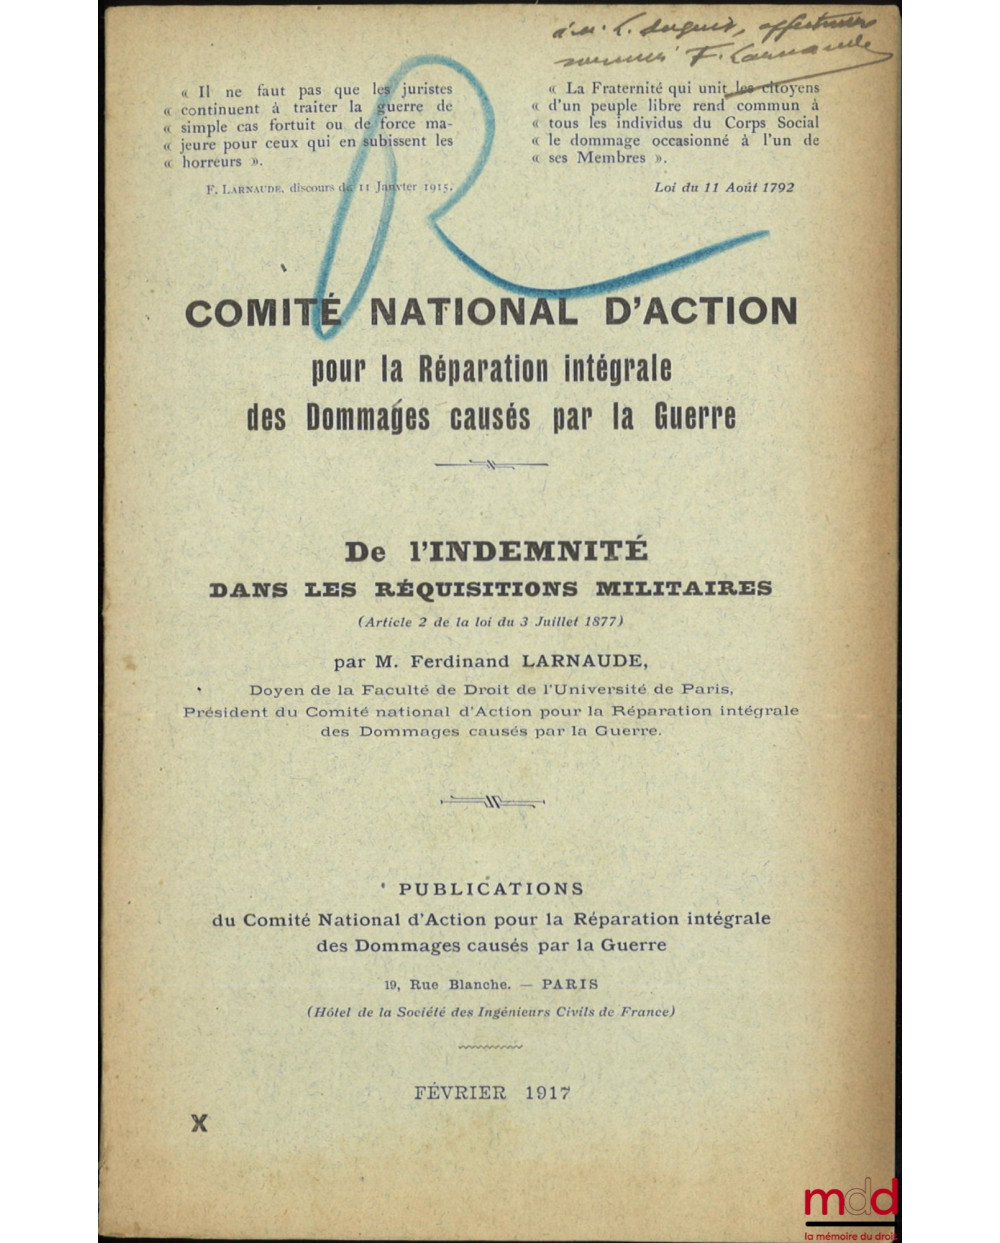 à M. L. Duguit, affectueux
souvenir F. Larnaude
« Il ne faut pas que les juristes
« continuent à traiter la guerre de
« simple cas fortuit ou de force ma-
« jeure pour ceux qui en subissent les
« horreurs ».
F. LARNAUDE, discours du 11 Janvier 1915.
« La Fraternité qui unit les citoyens
« d'un peuple libre rend commun à
« tous les individus du Corps Social
« le dommage occasionné à l'un de
« ses Membres ».
Loi du 11 Août 1792
R
COMITÉ NATIONAL D'ACTION
pour la Réparation intégrale
des Dommages causés par la Guerre
De l'INDEMNITÉ
DANS LES RÉQUISITIONS MILITAIRES
(Article 2 de la loi du 3 Juillet 1877)
par M. Ferdinand LARNAUDE,
Doyen de la Faculté de Droit de l'Université de Paris,
Président du Comité national d'Action pour la Réparation intégrale
des Dommages causés par la Guerre.
PUBLICATIONS
du Comité National d'Action pour la Réparation intégrale
des Dommages causés par la Guerre
19, Rue Blanche. — PARIS
(Hôtel de la Société des Ingénieurs Civils de France)
FÉVRIER 1917
X
mdd
la mémoire du droit